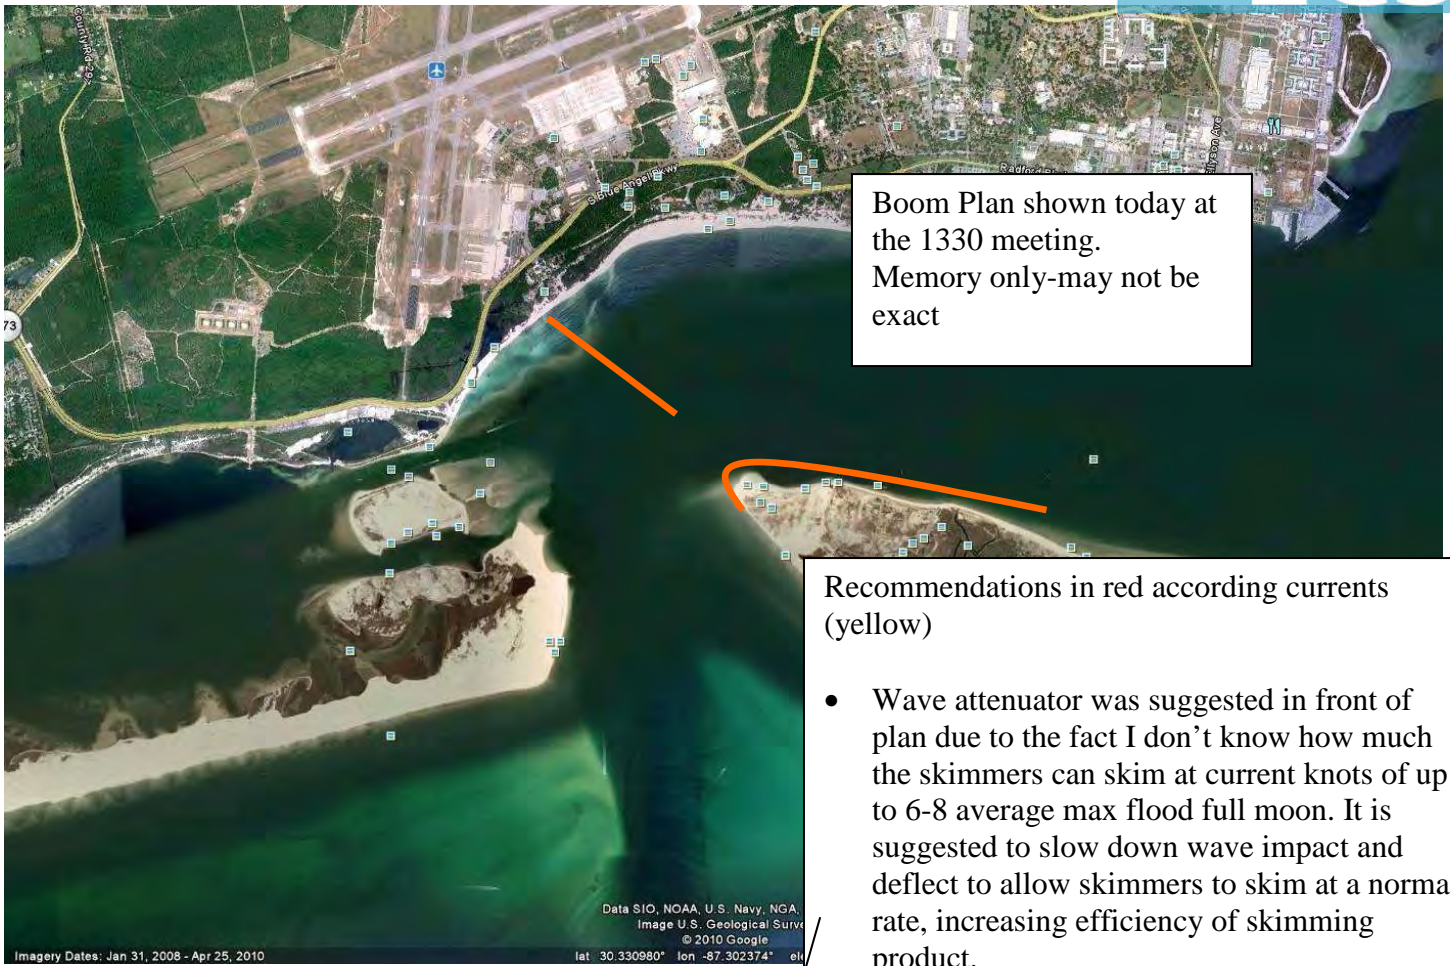 County Rd 297
S Blue Angel Pkwy
73
Boom Plan shown today at
the 1330 meeting.
Memory only-may not be
exact
Recommendations in red according currents
(yellow)
• Wave attenuator was suggested in front of
plan due to the fact I don’t know how much
the skimmers can skim at current knots of up
to 6-8 average max flood full moon. It is
suggested to slow down wave impact and
deflect to allow skimmers to skim at a norma
rate, increasing efficiency of skimming
product.
Data SIO, NOAA, U.S. Navy, NGA,
Image U.S. Geological Surve
© 2010 Google
Imagery Dates: Jan 31, 2008 - Apr 25, 2010
lat 30.330980° lon -87.302374° el